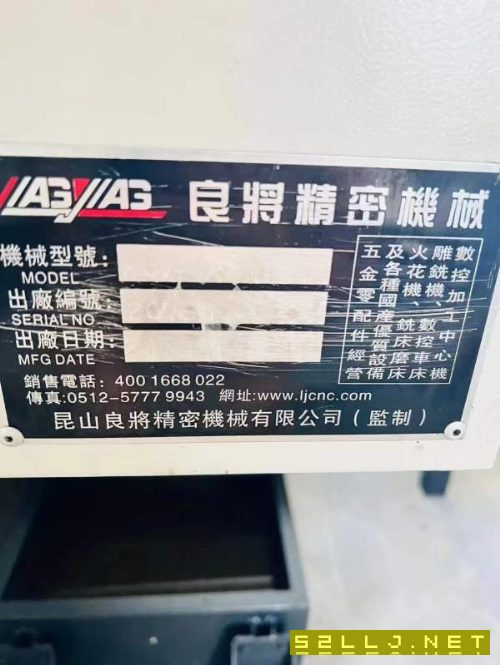 良將精密機械
機械型號:
MODEL
出廠編號:
SERIAL NO
出廠日期:
MFG DATE
數控加工中心機
雕銑機、數控車床
火花機、銑床磨床
及各種國產優質設備
五金零配件經營
銷售電話: 400 1668 022
傳真:0512-5777 9943 網址:www.ljcnc.com
昆山良將精密機械有限公司(監制)
52LLJ.NET